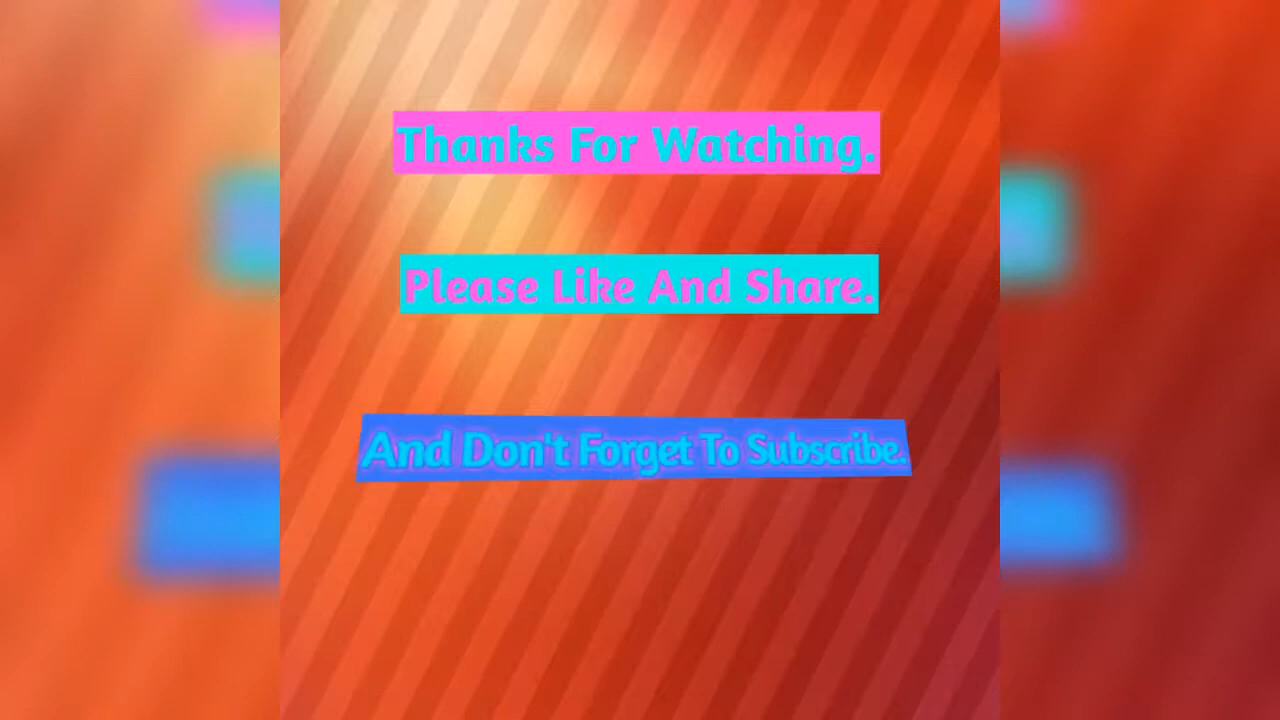 Thanks For Watching.
Please Like And Share.
And Don't Forget To Subscribe.